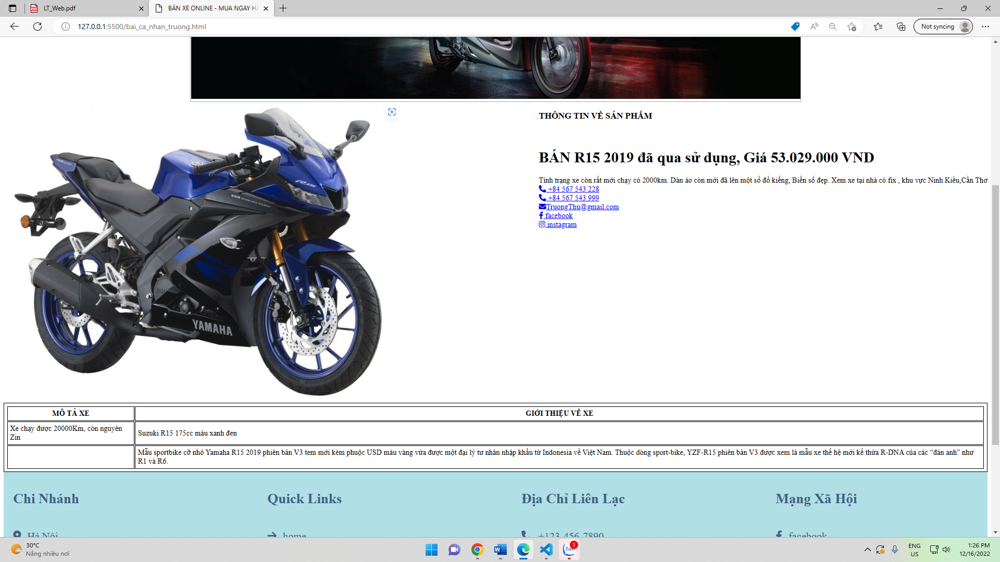 LT_Web.pdf
BÁN XE ONLINE - MUA NGAY HÀ
127.0.0.1:5500/bai_ca_nhan_truong.html
Not syncing
THÔNG TIN VỀ SẢN PHẨM
BÁN R15 2019 đã qua sử dụng, Giá 53.029.000 VND
Tình trạng xe còn rất mới chạy có 2000km. Dàn áo còn mới đã lên một số đồ kiểng, Biển số đẹp. Xem xe tại nhà có fix , khu vực Ninh Kiều,Cần Thơ
+84 567 543 228
+84 567 543 999
TruongThu@gmail.com
facebook
instagram
R15
VVA Variable Valve Actuation
YAMAHA
MÔ TẢ XE
GIỚI THIỆU VỀ XE
Xe chạy được 20000Km, còn nguyên
Zin
Suzuki R15 175cc màu xanh đen
Mẫu sportbike cỡ nhỏ Yamaha R15 2019 phiên bản V3 tem mới kèm phuộc USD màu vàng vừa được một đại lý tư nhân nhập khẩu từ Indonesia về Việt Nam. Thuộc dòng sport-bike, YZF-R15 phiên bản V3 được xem là mẫu xe thế hệ mới kế thừa R-DNA của các “đàn anh” như
R1 và R6.
Chi Nhánh
Quick Links
Địa Chỉ Liên Lạc
Mạng Xã Hội
Hà Nội
home
+123-456-7890
facebook
30°C
Nắng nhiều nơi
Zalo
1
ENG
US
1:26 PM
12/16/2022